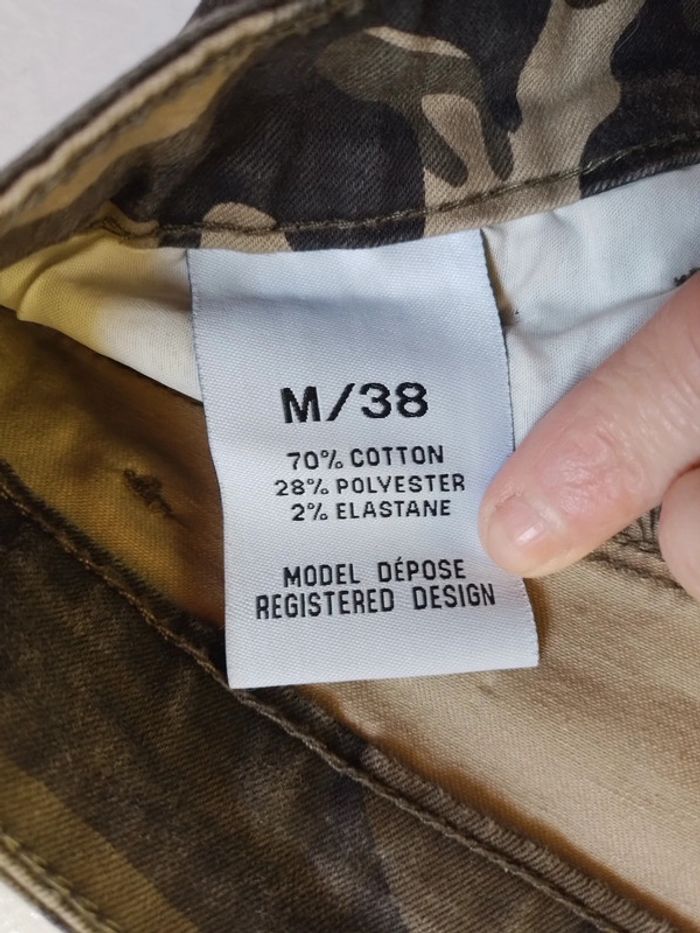 M/38
70% COTTON
28% POLYESTER
2% ELASTANE
MODEL DÉPOSE
REGISTERED DESIGN